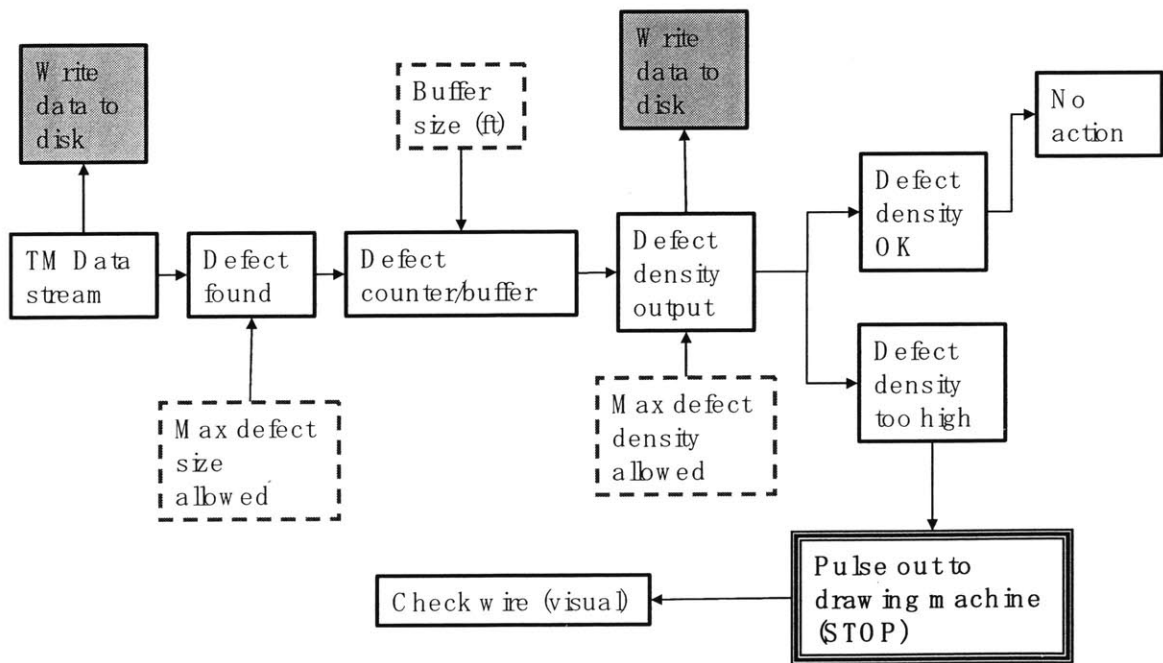 Write
data to
disk
Buffer
size (ft)
Write
data to
disk
No
action
TM Data
stream
Defect
found
Defect
counter/buffer
Defect
density
output
Defect
density
OK
Max defect
size
allowed
Max defect
density
allowed
Defect
density
too high
Check wire (visual)
Pulse out to
drawing machine
(STOP)